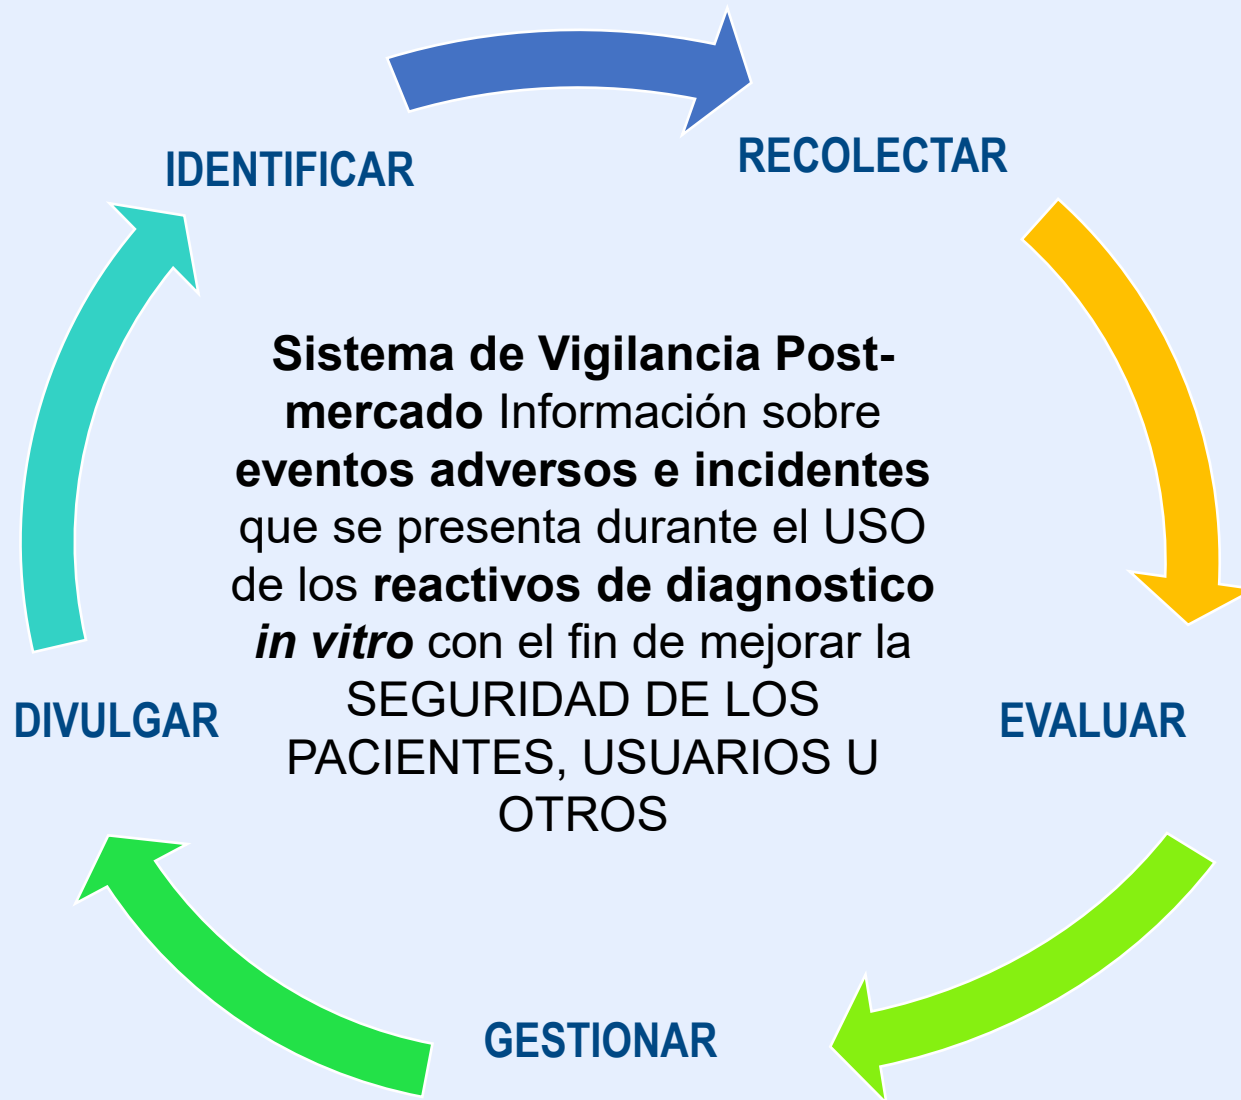 IDENTIFICAR
RECOLECTAR
Sistema de Vigilancia Post-
mercado Información sobre
eventos adversos e incidentes
que se presenta durante el USO
de los reactivos de diagnostico
in vitro con el fin de mejorar la
SEGURIDAD DE LOS
PACIENTES, USUARIOS U
OTROS
DIVULGAR
EVALUAR
GESTIONAR